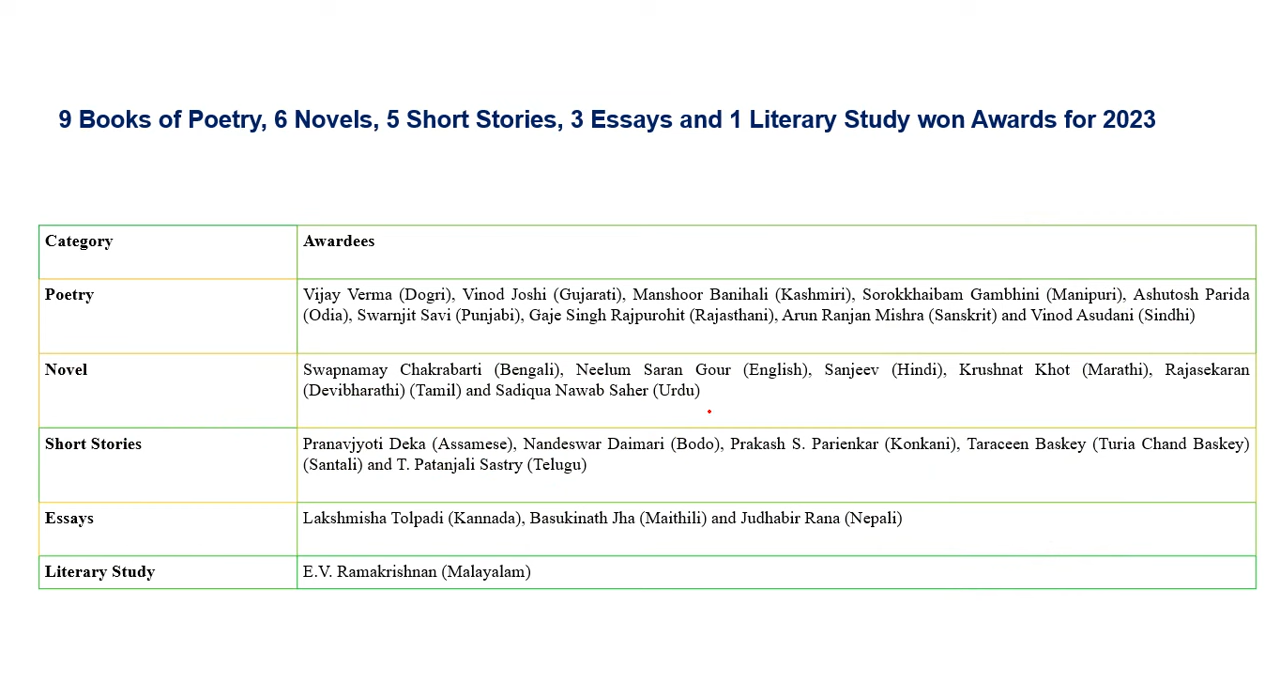 9 Books of Poetry, 6 Novels, 5 Short Stories, 3 Essays and 1 Literary Study won Awards for 2023
Category
Awardees
Poetry
Vijay Verma (Dogri), Vinod Joshi (Gujarati), Manshoor Banihali (Kashmiri), Sorokkhaibam Gambhini (Manipuri), Ashutosh Parida
(Odia), Swarnjit Savi (Punjabi), Gaje Singh Rajpurohit (Rajasthani), Arun Ranjan Mishra (Sanskrit) and Vinod Asudani (Sindhi)
Novel
Swapnamay Chakrabarti (Bengali), Neelum Saran Gour (English), Sanjeev (Hindi), Krushnat Khot (Marathi), Rajasekaran
(Devibharathi) (Tamil) and Sadiqua Nawab Saher (Urdu)
Short Stories
Pranavjyoti Deka (Assamese), Nandeswar Daimari (Bodo), Prakash S. Parienkar (Konkani), Taraceen Baskey (Turia Chand Baskey)
(Santali) and T. Patanjali Sastry (Telugu)
Essays
Lakshmisha Tolpadi (Kannada), Basukinath Jha (Maithili) and Judhabir Rana (Nepali)
Literary Study
E.V. Ramakrishnan (Malayalam)